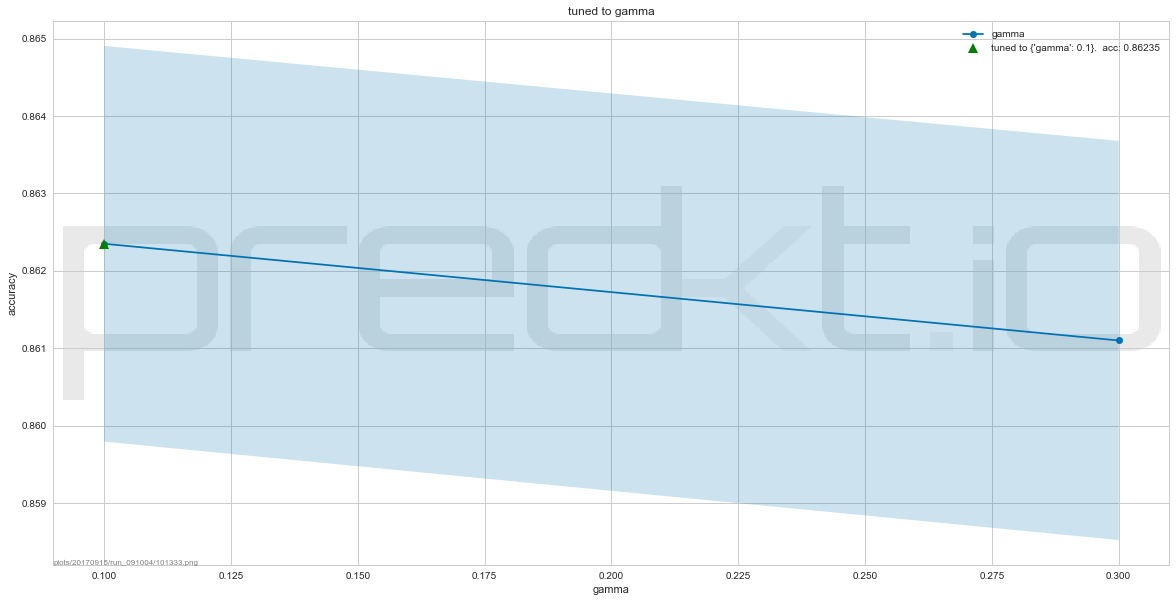 tuned to gamma
gamma
tuned to {'gamma': 0.1}.  acc: 0.86235
0.865
0.864
0.863
0.862
0.861
0.860
0.859
accuracy
preckt.io
plots/20170915/run_091004/101333.png
0.100 0.125 0.150 0.175 0.200 0.225 0.250 0.275 0.300
gamma